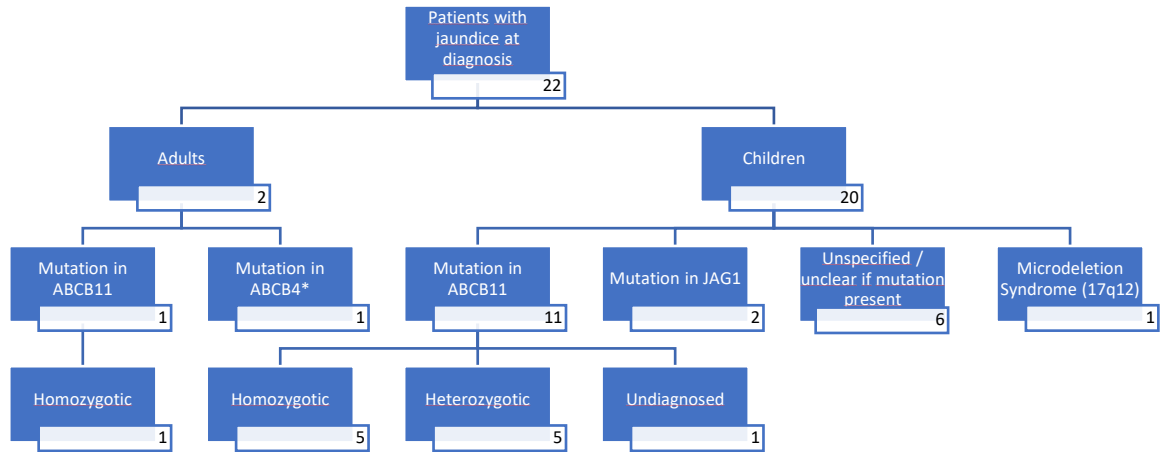 Patients with
jaundice at
diagnosis
22
Adults
2
Children
20
Mutation in
ABCB11
1
Mutation in
ABCB4*
1
Mutation in
ABCB11
11
Mutation in JAG1
2
Unspecified /
unclear if mutation
present
6
Microdeletion
Syndrome (17q12)
1
Homozygotic
1
Homozygotic
5
Heterozygotic
5
Undiagnosed
1